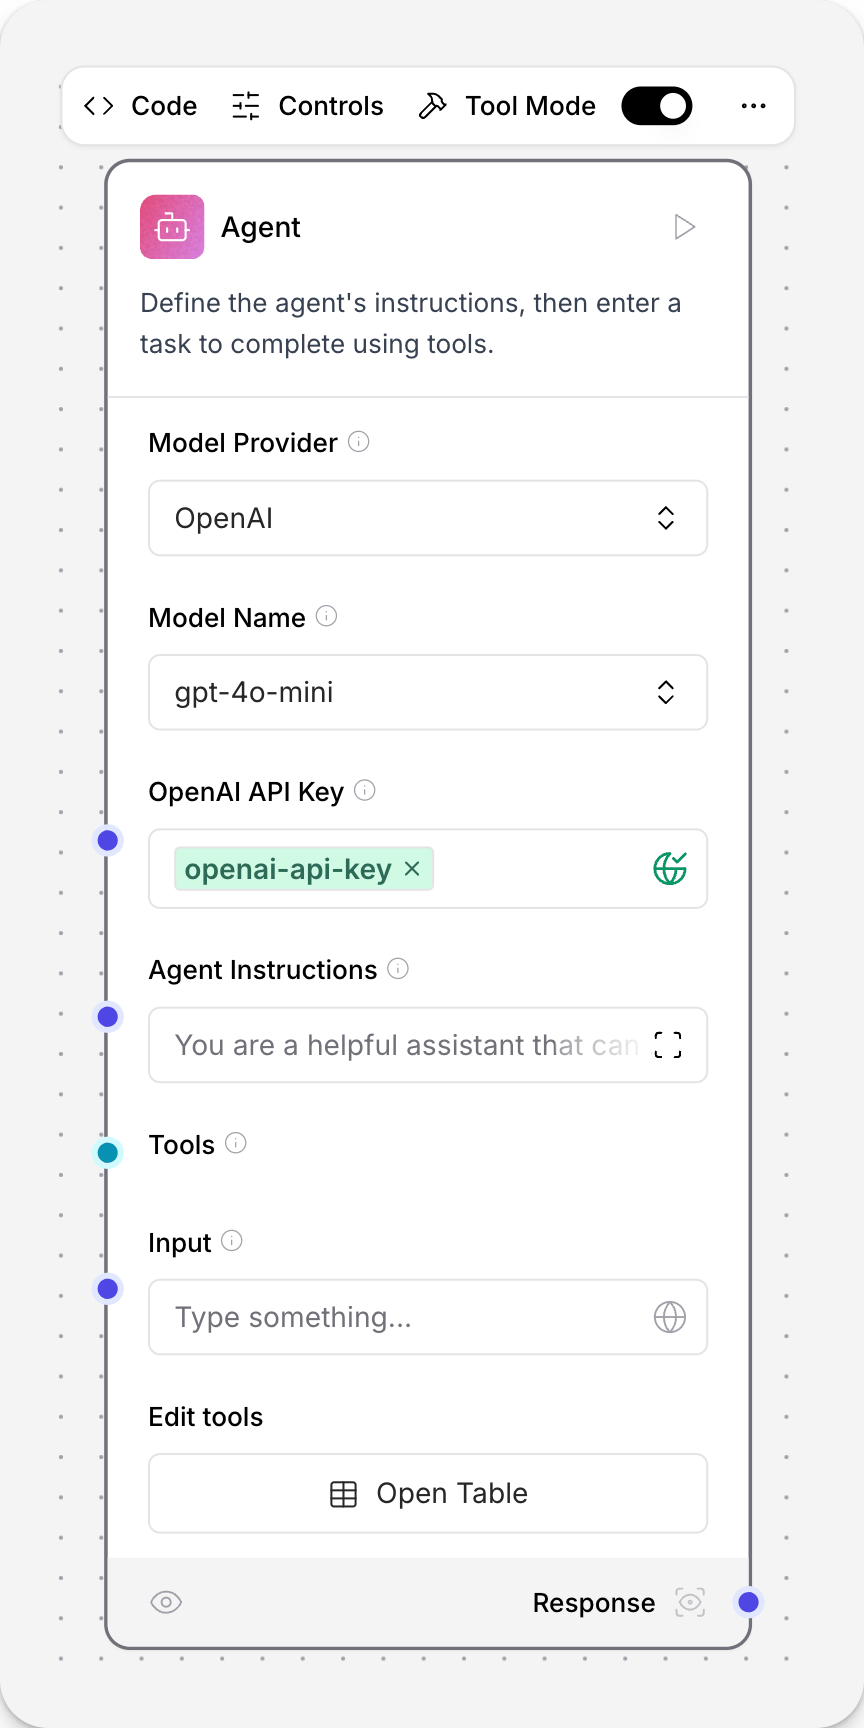 Code Controls Tool Mode
Agent
Define the agent's instructions, then enter a
task to complete using tools.
Model Provider
OpenAI
Model Name
gpt-4o-mini
OpenAI API Key
openai-api-key
Agent Instructions
You are a helpful assistant that can
Tools
Input
Type something...
Edit tools
Open Table
Response